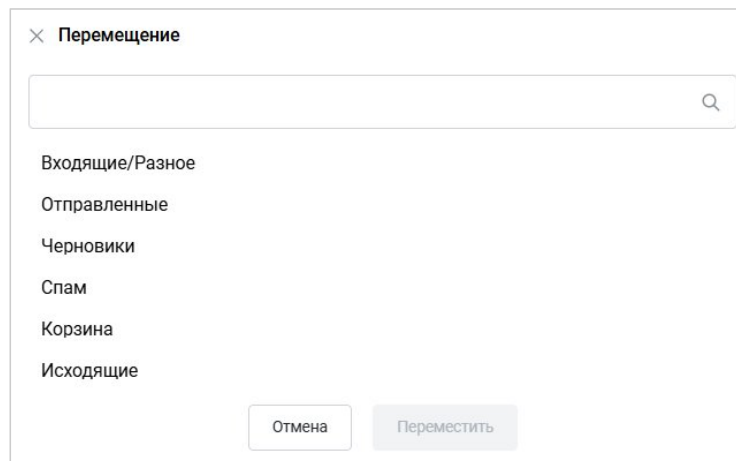 Перемещение
Входящие/Разное
Отправленные
Черновики
Спам
Корзина
Исходящие
Отмена Переместить